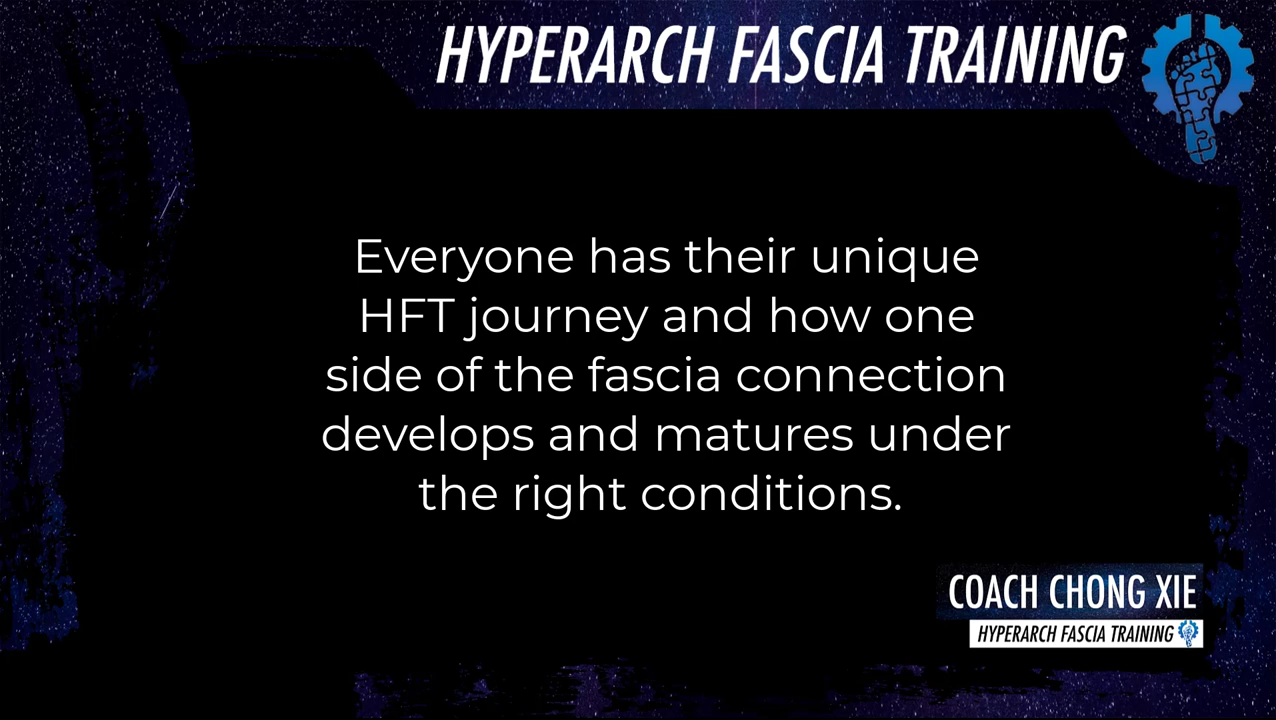 HYPERARCH FASCIA TRAINING
Everyone has their unique
HFT journey and how one
side of the fascia connection
develops and matures under
the right conditions.
COACH CHONG XIE
HYPERARCH FASCIA TRAINING